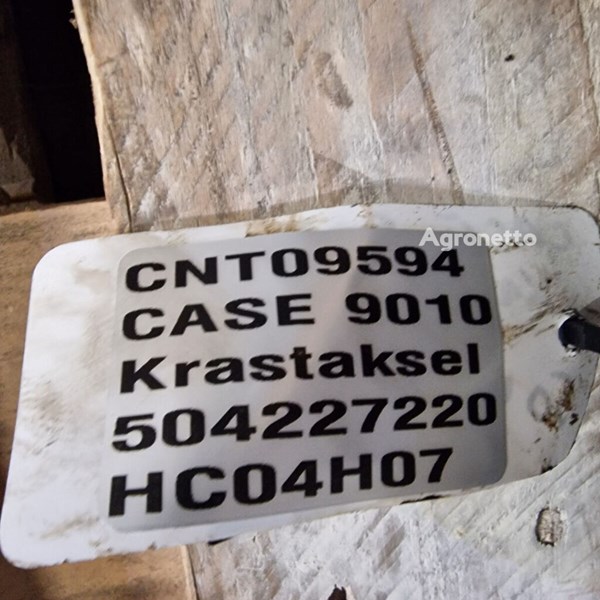 Agronetto
CNT09594
CASE 9010
Krastaksel
504227220
HC04H07